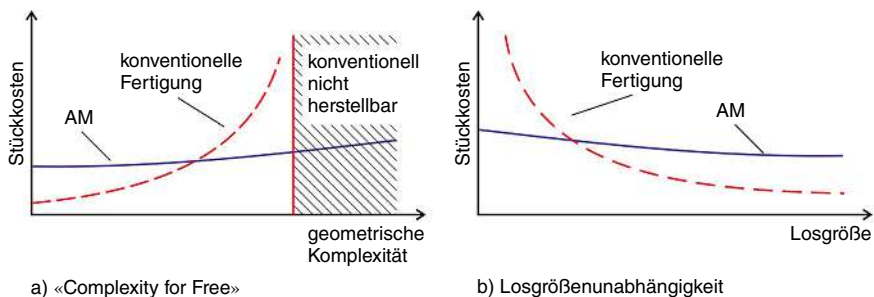 Stückkosten
konventionelle
Fertigung
AM
konventionell
nicht
herstellbar
geometrische
Komplexität
a) «Complexity for Free»
Stückkosten
konventionelle
Fertigung
AM
Losgröße
b) Losgrößenunabhängigkeit